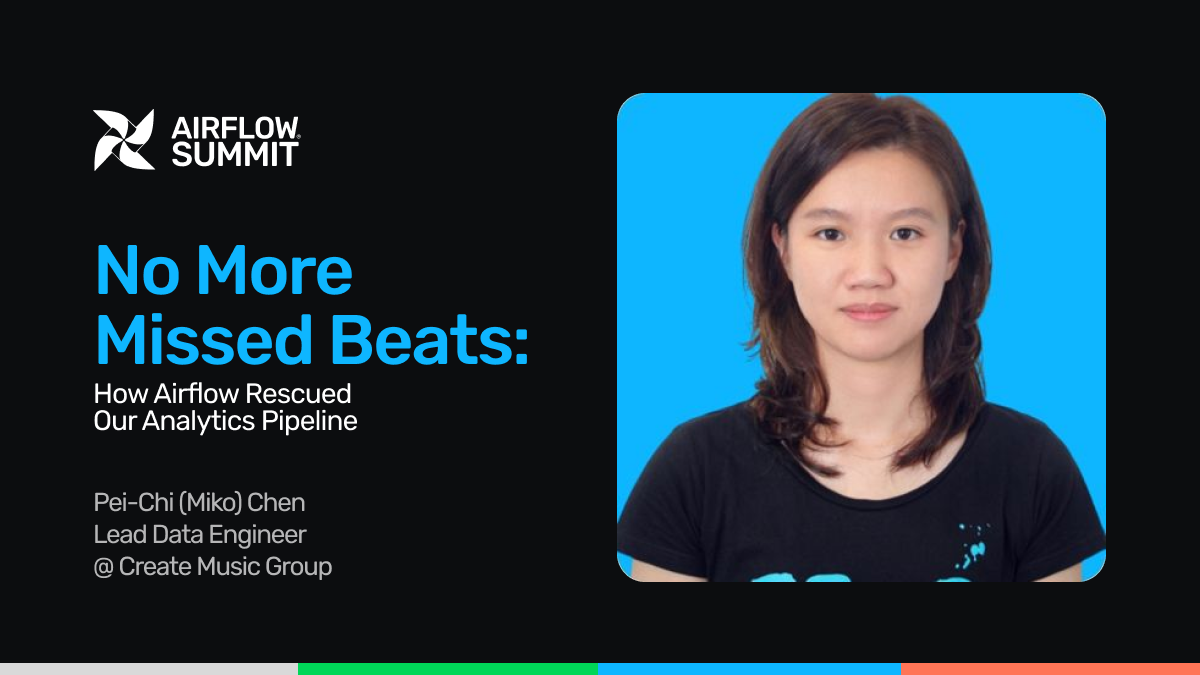 AIRFLOW
SUMMIT
No More
Missed Beats:
How Airflow Rescued
Our Analytics Pipeline
Pei-Chi (Miko) Chen
Lead Data Engineer
@ Create Music Group